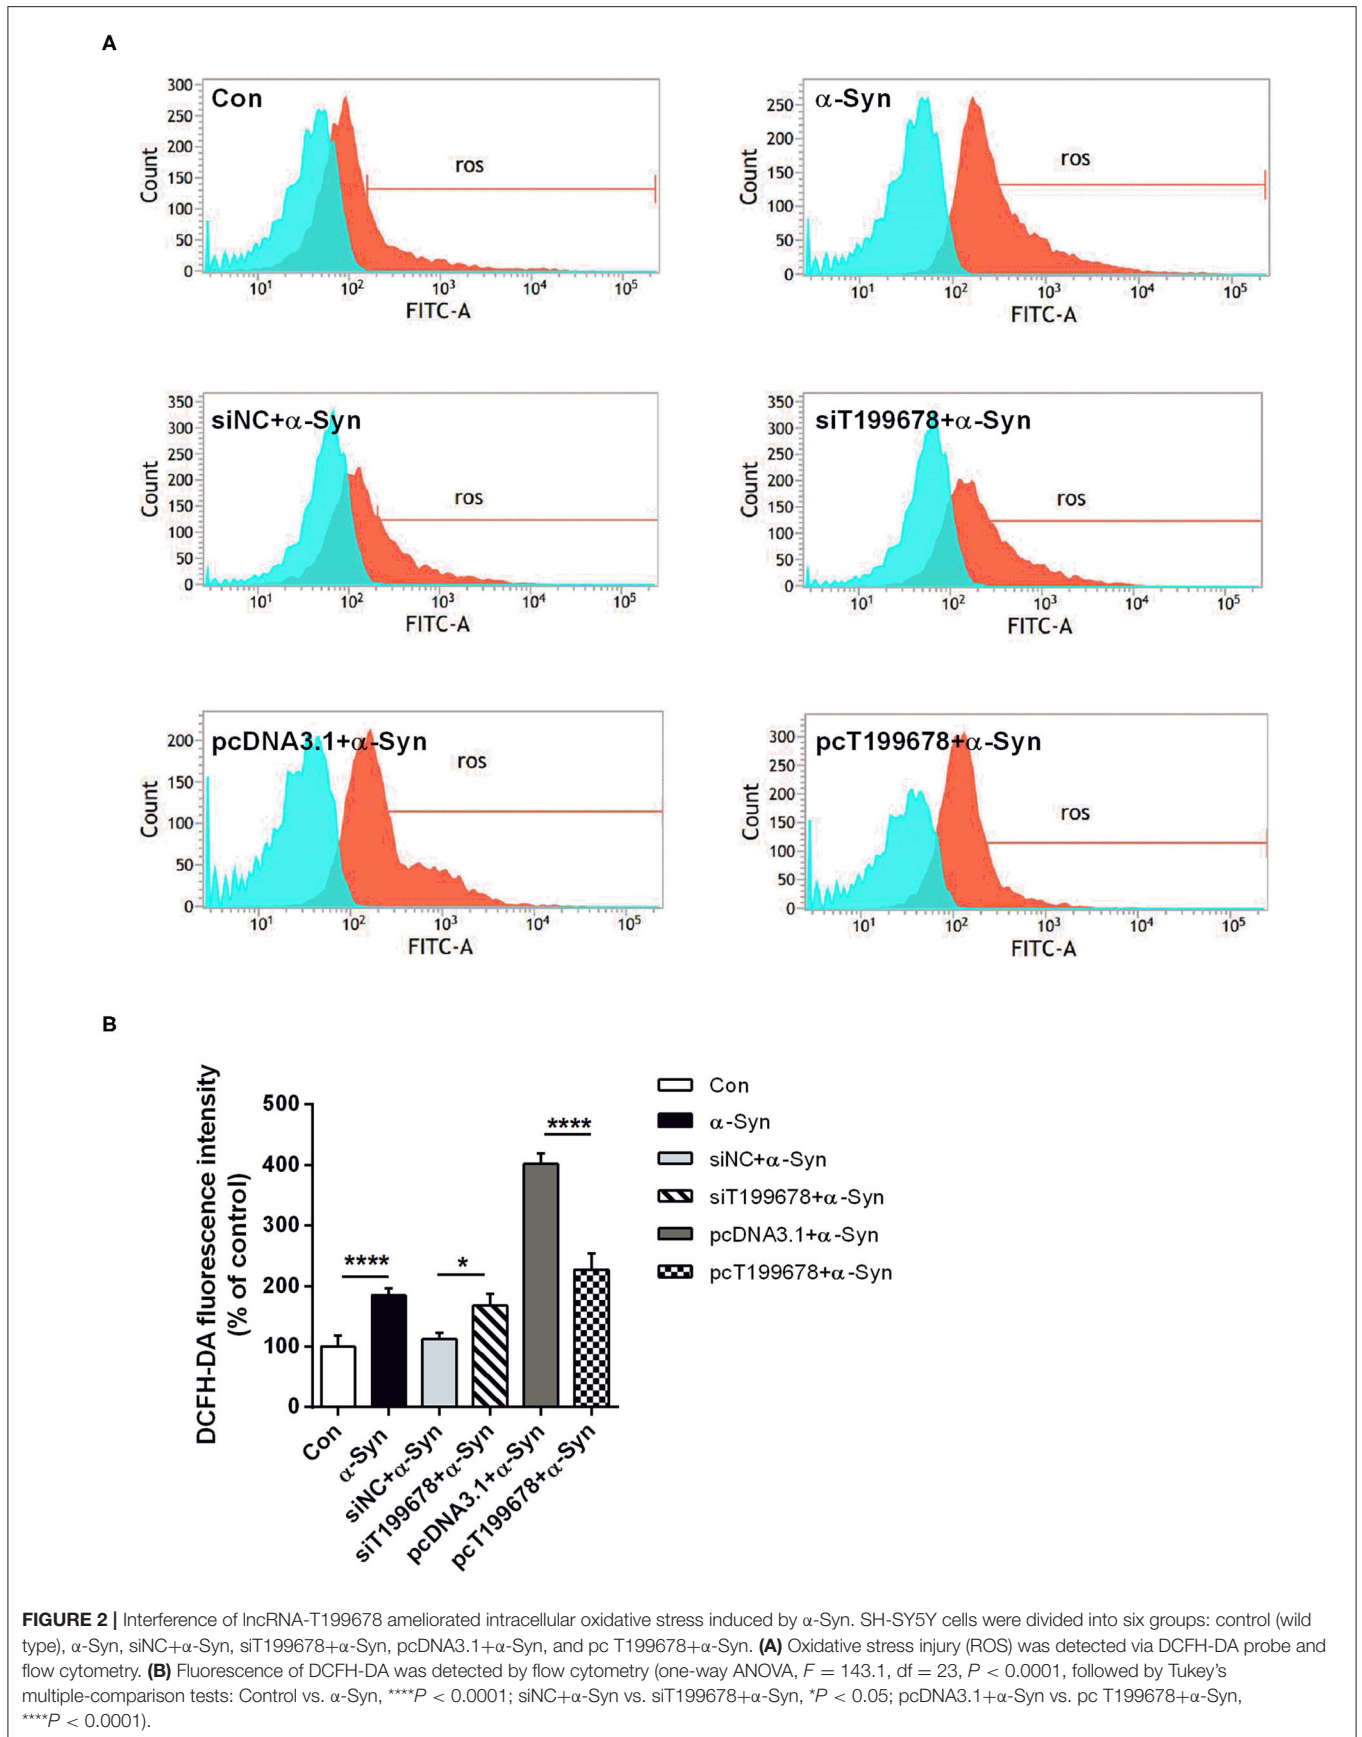 A
Con
300
250
200
150
100
50
0
Count
ros
10¹ 10² 10³ 10⁴ 10⁵
FITC-A
α-Syn
250
200
150
100
50
0
Count
ros
10¹ 10² 10³ 10⁴ 10⁵
FITC-A
siNC+α-Syn
350
300
250
200
150
100
50
0
Count
ros
10¹ 10² 10³ 10⁴ 10⁵
FITC-A
siT199678+α-Syn
350
300
250
200
150
100
50
0
Count
ros
10¹ 10² 10³ 10⁴ 10⁵
FITC-A
pcDNA3.1+α-Syn
200
150
100
50
0
Count
ros
10¹ 10² 10³ 10⁴ 10⁵
FITC-A
pcT199678+α-Syn
300
250
200
150
100
50
0
Count
ros
10¹ 10² 10³ 10⁴ 10⁵
FITC-A
B
DCFH-DA fluorescence intensity
(% of control)
500
400
300
200
100
0
****
*
****
Con
α-Syn
siNC+α-Syn
siT199678+α-Syn
pcDNA3.1+α-Syn
pcT199678+α-Syn
Con
α-Syn
siNC+α-Syn
siT199678+α-Syn
pcDNA3.1+α-Syn
pcT199678+α-Syn
FIGURE 2 | Interference of lncRNA-T199678 ameliorated intracellular oxidative stress induced by α-Syn. SH-SY5Y cells were divided into six groups: control (wild
type), α-Syn, siNC+α-Syn, siT199678+α-Syn, pcDNA3.1+α-Syn, and pc T199678+α-Syn. (A) Oxidative stress injury (ROS) was detected via DCFH-DA probe and
flow cytometry. (B) Fluorescence of DCFH-DA was detected by flow cytometry (one-way ANOVA, F = 143.1, df = 23, P < 0.0001, followed by Tukey's
multiple-comparison tests: Control vs. α-Syn, ****P < 0.0001; siNC+α-Syn vs. siT199678+α-Syn, *P < 0.05; pcDNA3.1+α-Syn vs. pc T199678+α-Syn,
****P < 0.0001).